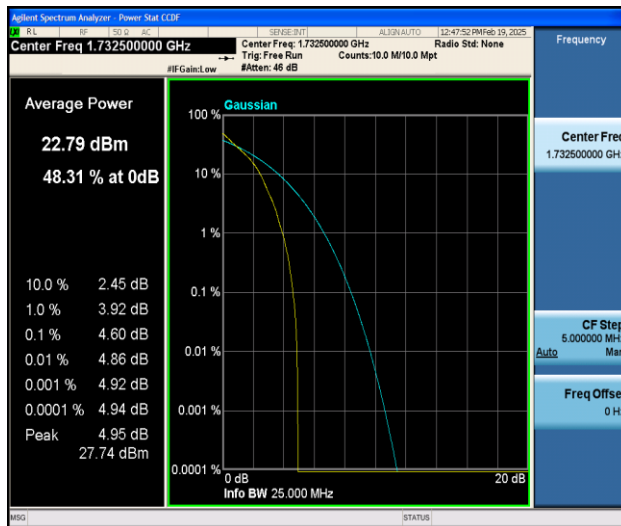 Agilent Spectrum Analyzer - Power Stat CCDF
RL RF 50 Ω AC SENSE:INT ALIGN AUTO 12:47:52 PM Feb 19, 2025
Center Freq 1.732500000 GHz
Center Freq: 1.732500000 GHz Radio Std: None
Trig: Free Run Counts:10.0 M/10.0 Mpt
#IFGain:Low #Atten: 46 dB
Frequency
Average Power
22.79 dBm
48.31 % at 0dB
10.0 % 2.45 dB
1.0 % 3.92 dB
0.1 % 4.60 dB
0.01 % 4.86 dB
0.001 % 4.92 dB
0.0001 % 4.94 dB
Peak 4.95 dB
27.74 dBm
Gaussian
100 %
10 %
1 %
0.1 %
0.01 %
0.001 %
0.0001 %
0 dB 20 dB
Info BW 25.000 MHz
Center Freq
1.732500000 GHz
CF Step
5.000000 MHz
Auto Man
Freq Offse
0 Hz
MSG STATUS